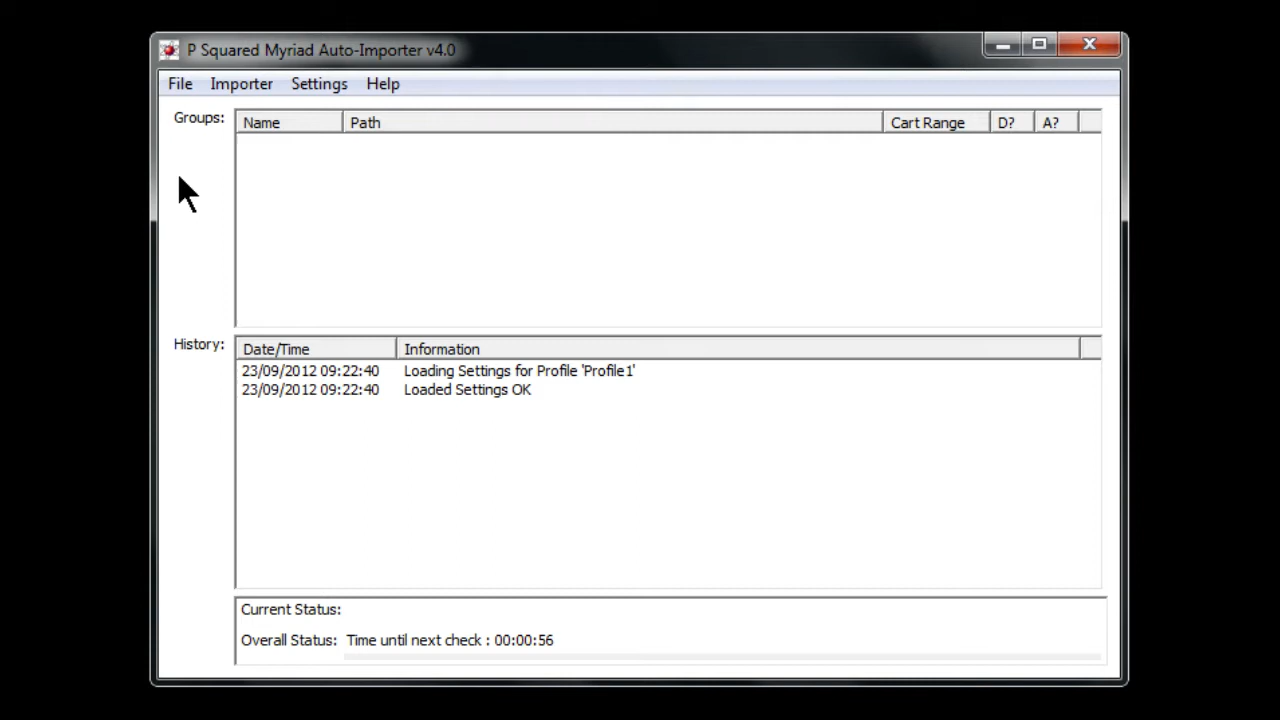 P Squared Myriad Auto-Importer v4.0
File Importer Settings Help
Groups: Name Path Cart Range D? A?
History: Date/Time Information
23/09/2012 09:22:40 Loading Settings for Profile 'Profile1'
23/09/2012 09:22:40 Loaded Settings OK
Current Status:
Overall Status: Time until next check : 00:00:56